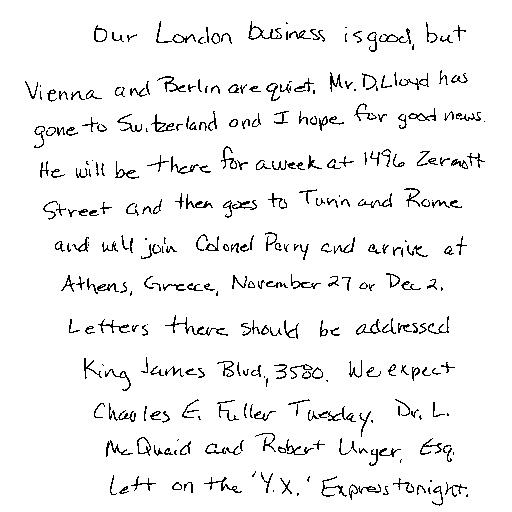 Our London business is good, but
Vienna and Berlin are quiet. Mr. D. Lloyd has
gone to Switzerland and I hope for good news.
He will be there for a week at 1496 Zermott
Street and then goes to Turin and Rome
and will join Colonel Parry and arrive at
Athens, Greece, November 27 or Dec 2.
Letters there should be addressed
King James Blvd, 3580. We expect
Charles E. Fuller Tuesday. Dr. L.
McQuaid and Robert Unger, Esq.
left on the 'Y.X.' Express tonight.